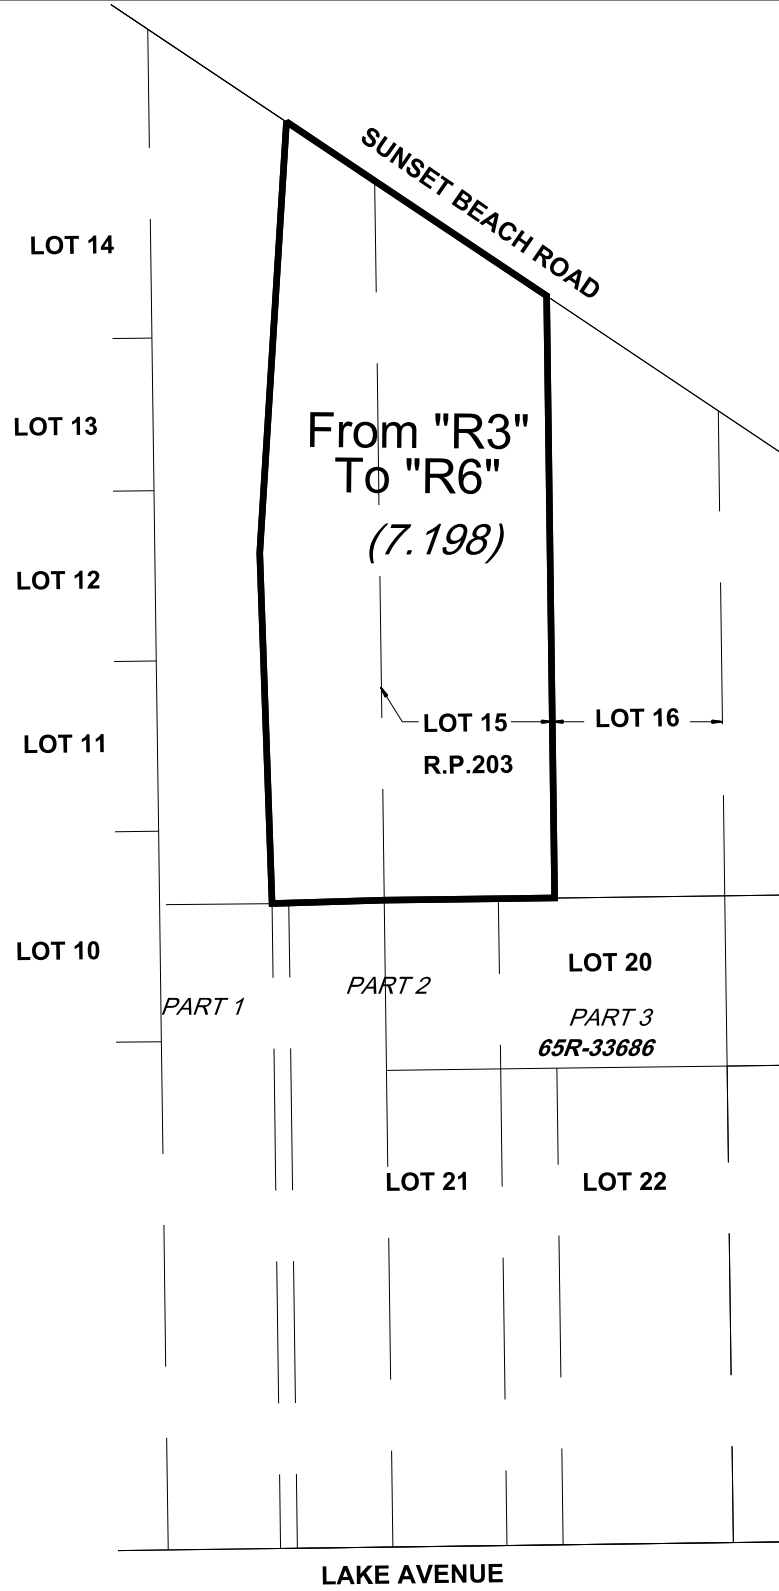 SUNSET BEACH ROAD
LOT 14
LOT 13
From "R3"
To "R6"
(7.198)
LOT 12
LOT 11
LOT 15
LOT 16
R.P.203
LOT 10
LOT 20
PART 1
PART 2
PART 3
65R-33686
LOT 21
LOT 22
LAKE AVENUE